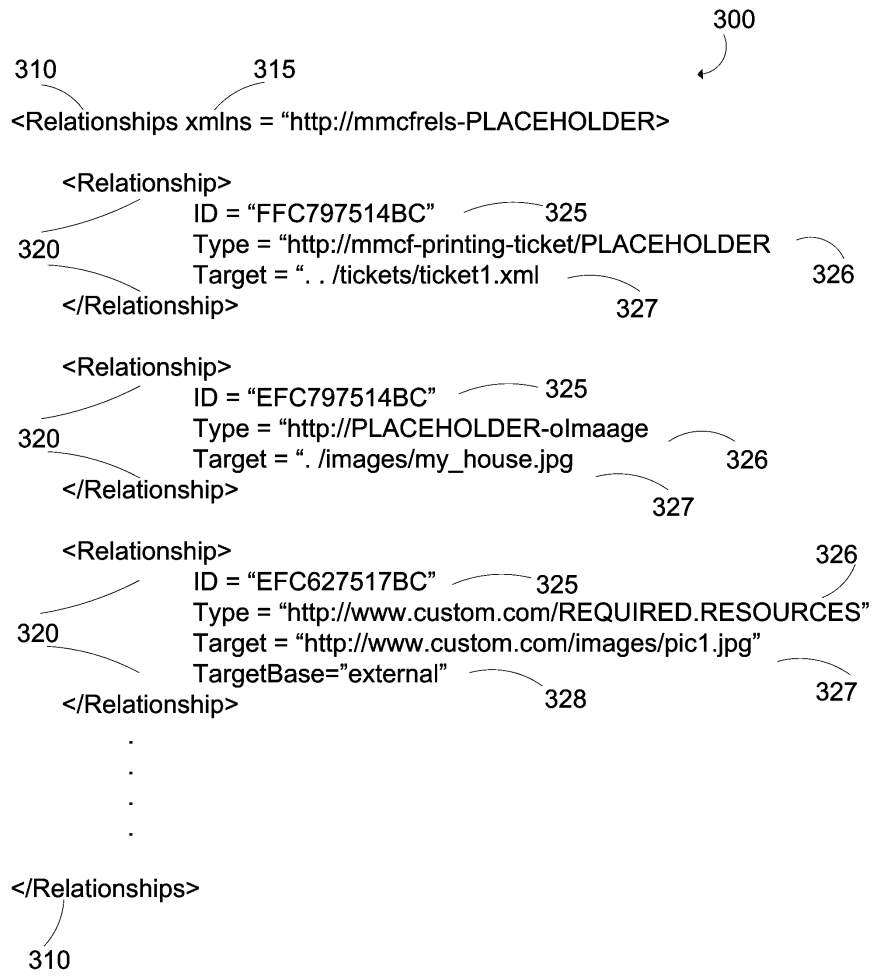 300
310 315
<Relationships xmlns = “http://mmcfrels-PLACEHOLDER>
<Relationship>
ID = “FFC797514BC” 325
Type = “http://mmcf-printing-ticket/PLACEHOLDER
320
326
Target = “. . /tickets/ticket1.xml
327
</Relationship>
<Relationship>
ID = “EFC797514BC” 325
Type = “http://PLACEHOLDER-oImaage
320
Target = “. /images/my_house.jpg 326
</Relationship>
327
<Relationship> 326
ID = “EFC627517BC” 325
Type = “http://www.custom.com/REQUIRED.RESOURCES”
320
Target = “http://www.custom.com/images/pic1.jpg”
TargetBase=”external”
328 327
</Relationship>
.
.
.
.
</Relationships>
310